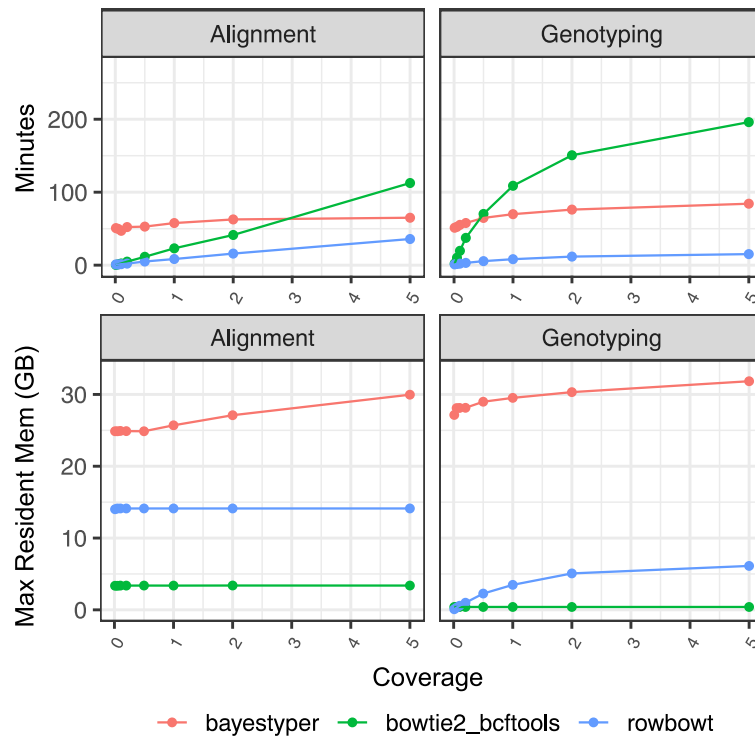 Alignment Genotyping
Minutes
200
100
0
0 1 2 3 4 5 0 1 2 3 4 5
Alignment Genotyping
Max Resident Mem (GB)
30
20
10
0
0 1 2 3 4 5 0 1 2 3 4 5
Coverage
bayestyper bowtie2_bcftools rowbowt